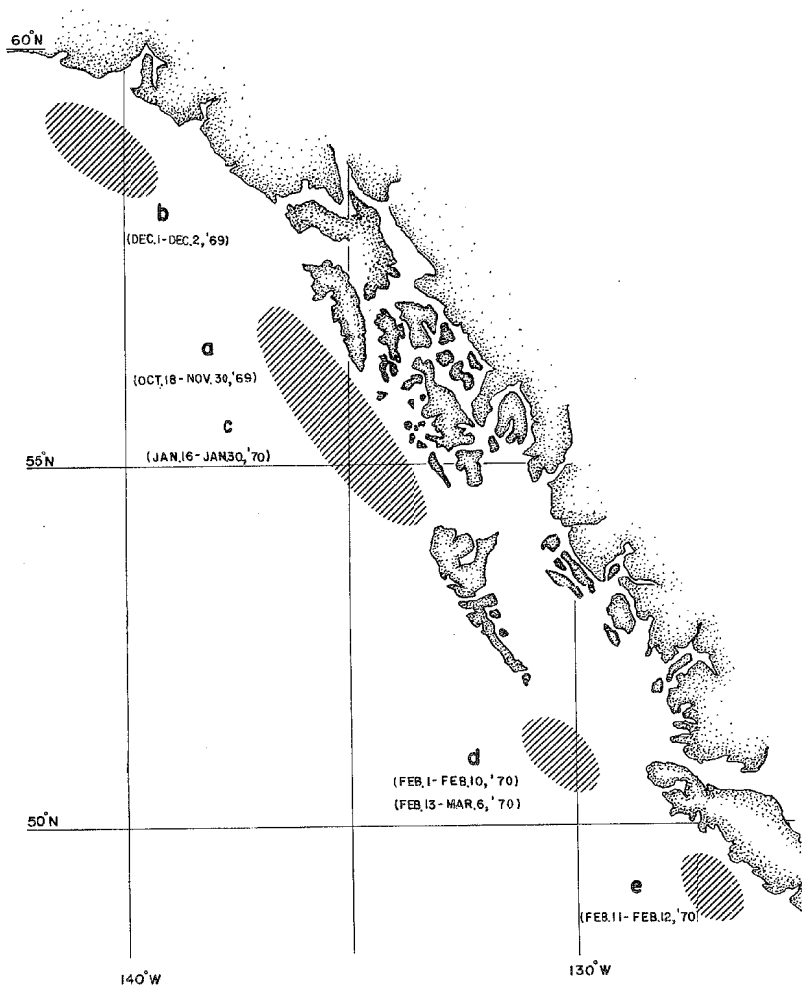 60°N
b
(DEC.1-DEC.2,'69)
a
(OCT.18-NOV.30,'69)
c
(JAN.16-JAN.30,'70)
55°N
d
(FEB.1-FEB.10,'70)
(FEB.13-MAR.6,'70)
50°N
e
(FEB.11-FEB.12,'70)
140°W
130°W